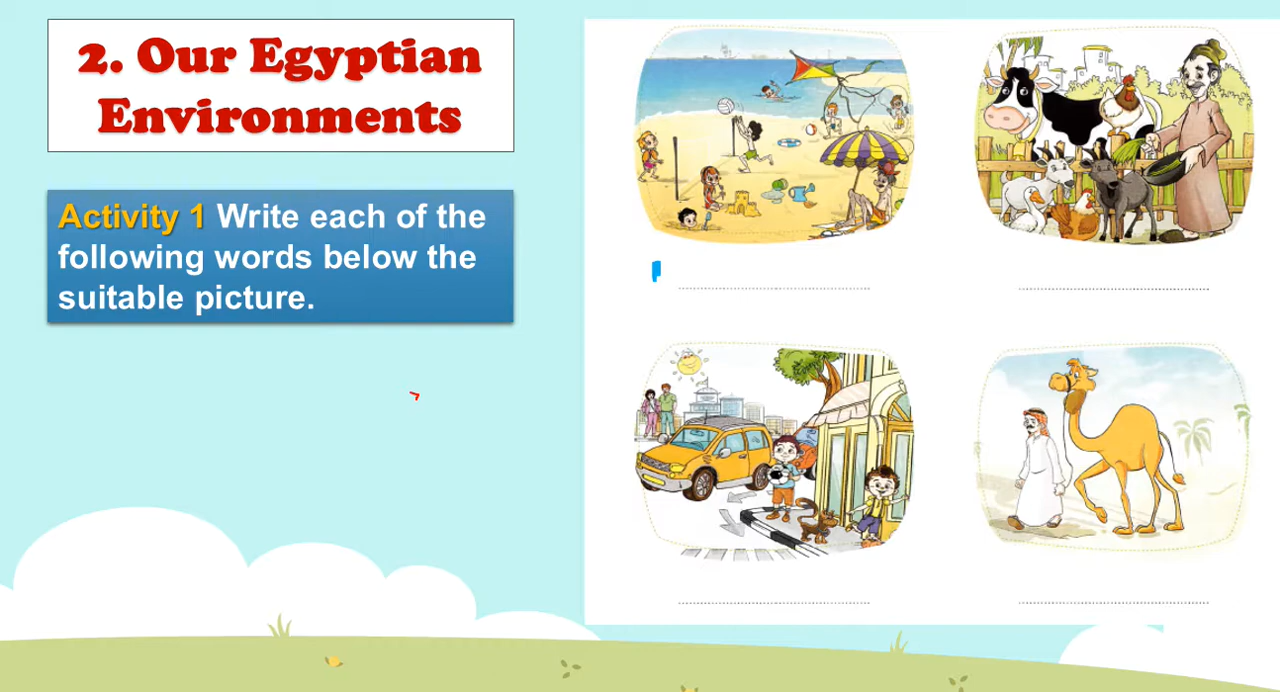 2. Our Egyptian
Environments
Activity 1 Write each of the
following words below the
suitable picture.